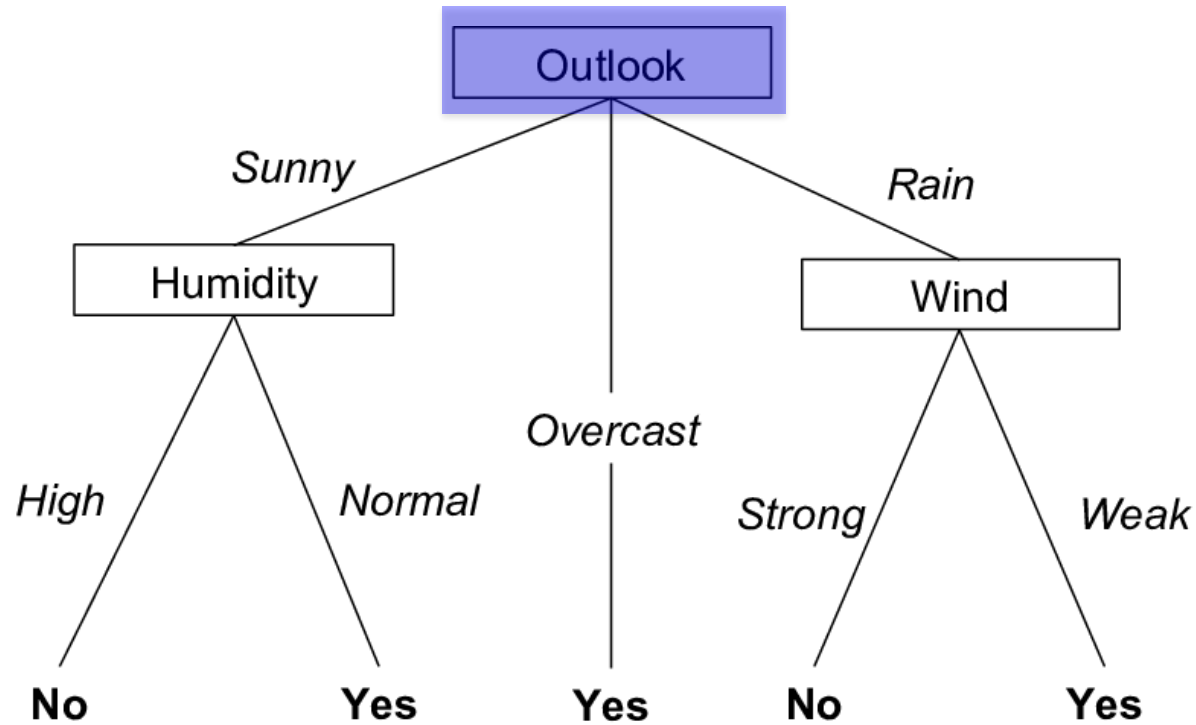 Outlook
Sunny
Rain
Humidity
Wind
Overcast
High
Normal
Strong
Weak
No
Yes
Yes
No
Yes